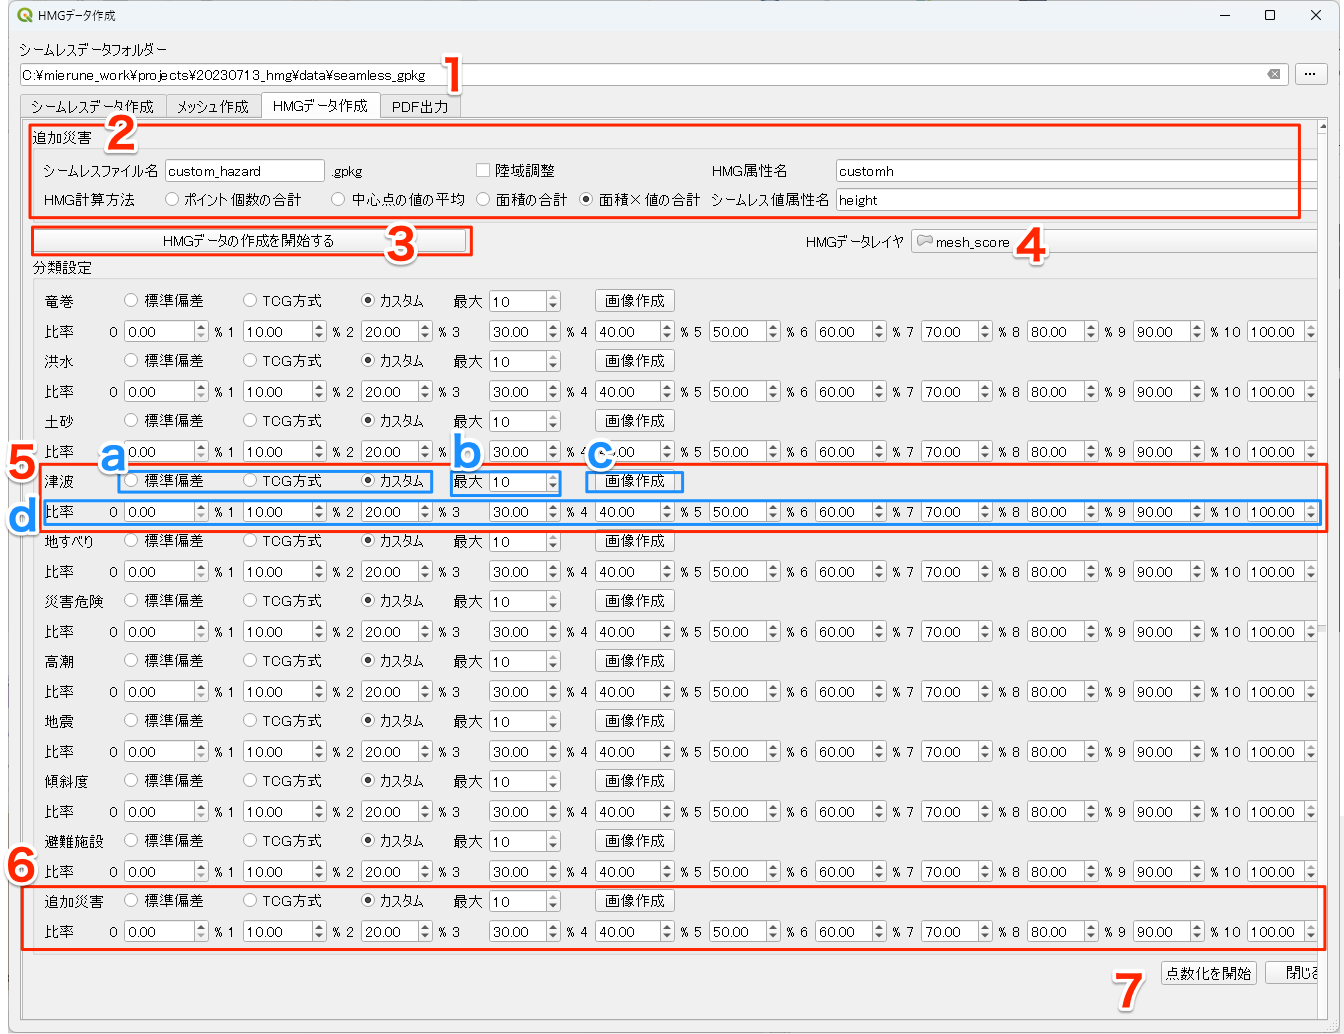 HMGデータ作成
シームレスデータフォルダー
C:¥mierune_work¥projects¥20230713_hmg¥data¥seamless_gpkg
...
1
シームレスデータ作成 メッシュ作成 HMGデータ作成 PDF出力
2
追加災害
シームレスファイル名 custom_hazard .gpkg 陸域調整 HMG属性名 customh
HMG計算方法 ポイント個数の合計 中心点の値の平均 面積の合計 面積×値の合計 シームレス値属性名 height
HMGデータの作成を開始する 3 HMGデータレイヤ mesh_score 4
分類設定
竜巻 標準偏差 TCG方式 カスタム 最大 10 画像作成
比率 0 0.00 % 1 10.00 % 2 20.00 % 3 30.00 % 4 40.00 % 5 50.00 % 6 60.00 % 7 70.00 % 8 80.00 % 9 90.00 % 10 100.00
洪水 標準偏差 TCG方式 カスタム 最大 10 画像作成
比率 0 0.00 % 1 10.00 % 2 20.00 % 3 30.00 % 4 40.00 % 5 50.00 % 6 60.00 % 7 70.00 % 8 80.00 % 9 90.00 % 10 100.00
土砂 標準偏差 TCG方式 カスタム 最大 10 画像作成
比率 0.00 % 1 10.00 % 2 20.00 % 30.00 % 4 40.00 % 5 50.00 % 6 60.00 % 7 70.00 % 8 80.00 % 9 90.00 % 10 100.00
5 a b c
津波 標準偏差 TCG方式 カスタム 最大 10 画像作成
d 比率 0 0.00 % 1 10.00 % 2 20.00 % 3 30.00 % 4 40.00 % 5 50.00 % 6 60.00 % 7 70.00 % 8 80.00 % 9 90.00 % 10 100.00
地すべり 標準偏差 TCG方式 カスタム 最大 10 画像作成
比率 0 0.00 % 1 10.00 % 2 20.00 % 3 30.00 % 4 40.00 % 5 50.00 % 6 60.00 % 7 70.00 % 8 80.00 % 9 90.00 % 10 100.00
災害危険 標準偏差 TCG方式 カスタム 最大 10 画像作成
比率 0 0.00 % 1 10.00 % 2 20.00 % 3 30.00 % 4 40.00 % 5 50.00 % 6 60.00 % 7 70.00 % 8 80.00 % 9 90.00 % 10 100.00
高潮 標準偏差 TCG方式 カスタム 最大 10 画像作成
比率 0 0.00 % 1 10.00 % 2 20.00 % 3 30.00 % 4 40.00 % 5 50.00 % 6 60.00 % 7 70.00 % 8 80.00 % 9 90.00 % 10 100.00
地震 標準偏差 TCG方式 カスタム 最大 10 画像作成
比率 0 0.00 % 1 10.00 % 2 20.00 % 3 30.00 % 4 40.00 % 5 50.00 % 6 60.00 % 7 70.00 % 8 80.00 % 9 90.00 % 10 100.00
傾斜度 標準偏差 TCG方式 カスタム 最大 10 画像作成
比率 0 0.00 % 1 10.00 % 2 20.00 % 3 30.00 % 4 40.00 % 5 50.00 % 6 60.00 % 7 70.00 % 8 80.00 % 9 90.00 % 10 100.00
避難施設 標準偏差 TCG方式 カスタム 最大 10 画像作成
6 比率 0 0.00 % 1 10.00 % 2 20.00 % 3 30.00 % 4 40.00 % 5 50.00 % 6 60.00 % 7 70.00 % 8 80.00 % 9 90.00 % 10 100.00
追加災害 標準偏差 TCG方式 カスタム 最大 10 画像作成
比率 0 0.00 % 1 10.00 % 2 20.00 % 3 30.00 % 4 40.00 % 5 50.00 % 6 60.00 % 7 70.00 % 8 80.00 % 9 90.00 % 10 100.00
7 点数化を開始 閉じる